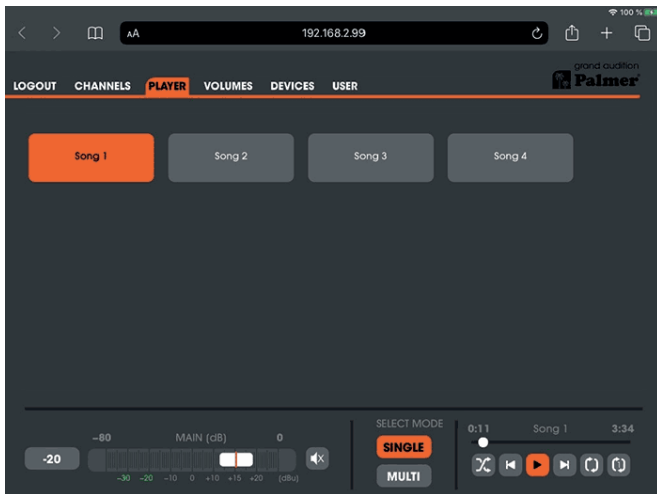 100 %
AA 192.168.2.99
grand audition
Palmer
LOGOUT CHANNELS PLAYER VOLUMES DEVICES USER
Song 1 Song 2 Song 3 Song 4
SELECT MODE
0:11 Song 1 3:34
-80 MAIN (dB) 0
SINGLE
-20
-30 -20 -10 0 +10 +15 +20 (dBu)
MULTI